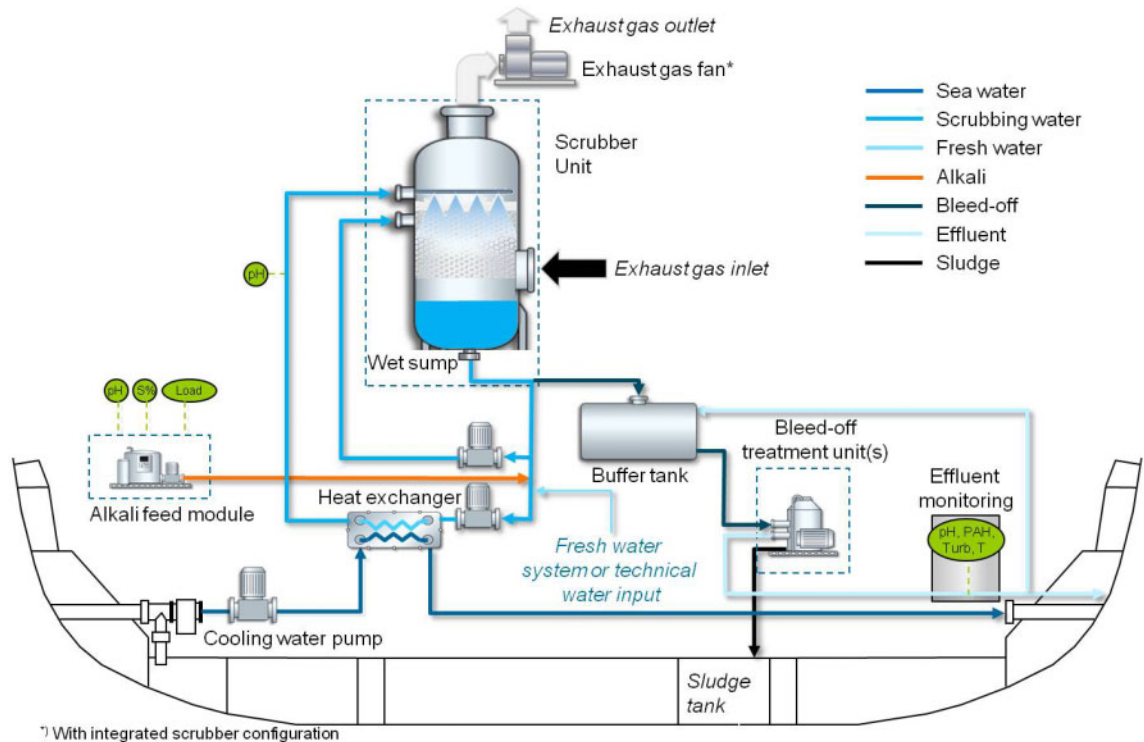 Exhaust gas outlet
Exhaust gas fan*
Sea water
Scrubbing water
Fresh water
Alkali
Bleed-off
Effluent
Sludge
Scrubber
Unit
pH
Exhaust gas inlet
Wet sump
pH
S%
Load
Alkali feed module
Heat exchanger
Buffer tank
Bleed-off
treatment unit(s)
Effluent
monitoring
pH, PAH,
Turb, T
Fresh water
system or technical
water input
Cooling water pump
Sludge
tank
*) With integrated scrubber configuration